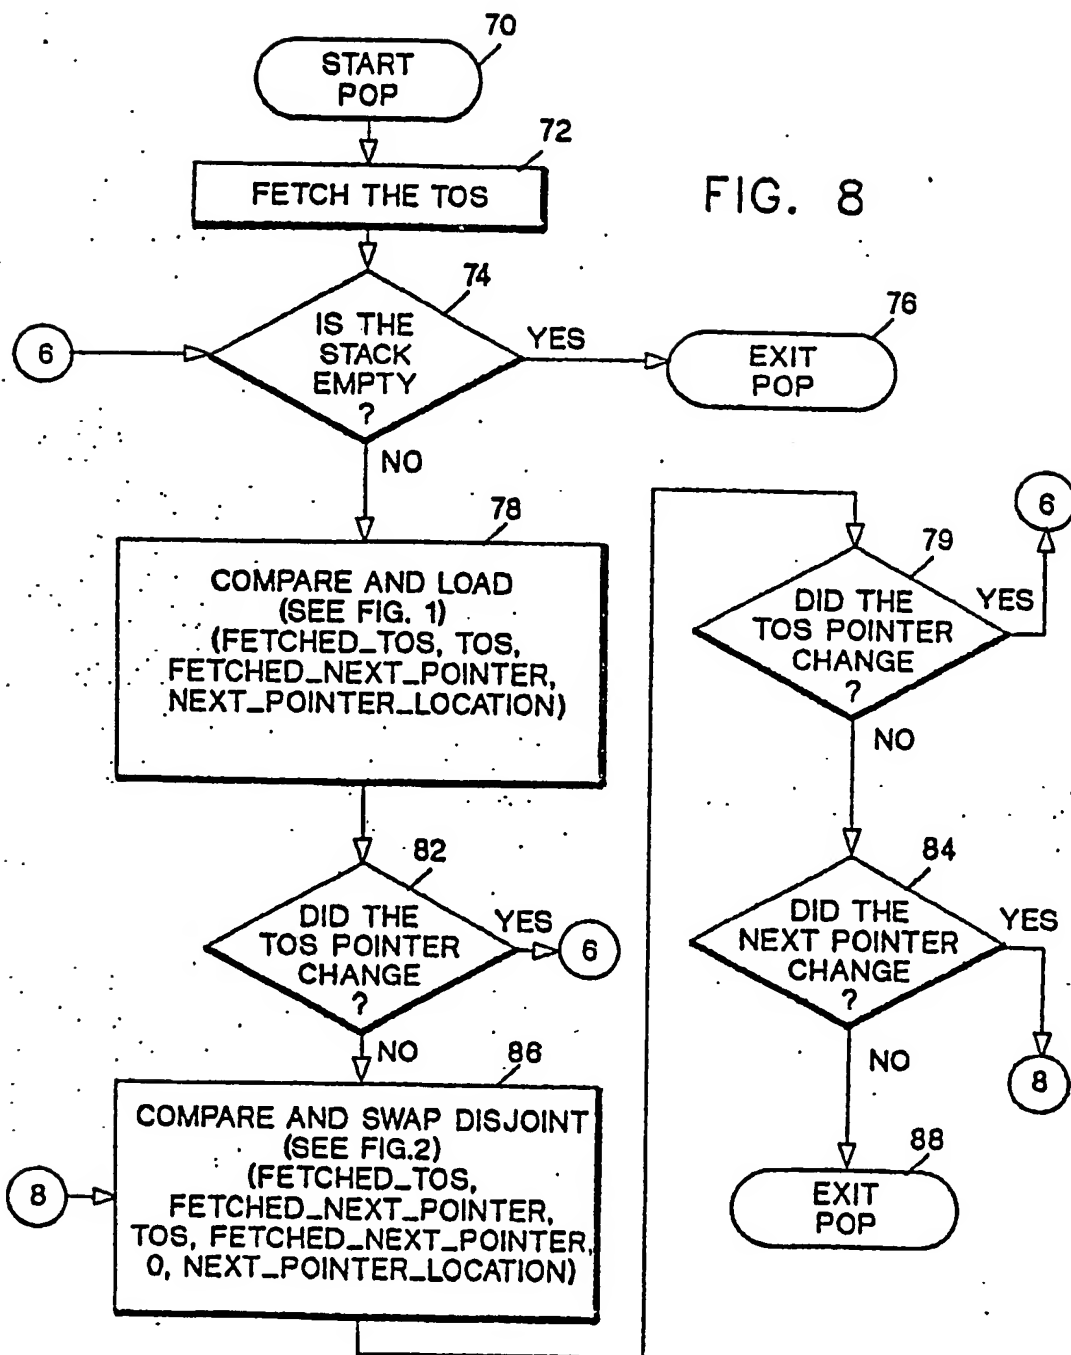 70
START
POP
72
FETCH THE TOS
FIG. 8
74
IS THE
STACK
EMPTY
?
6
YES
76
EXIT
POP
NO
78
COMPARE AND LOAD
(SEE FIG. 1)
(FETCHED_TOS, TOS,
FETCHED_NEXT_POINTER,
NEXT_POINTER_LOCATION)
82
DID THE
TOS POINTER
CHANGE
?
YES
6
NO
86
COMPARE AND SWAP DISJOINT
(SEE FIG.2)
(FETCHED_TOS,
FETCHED_NEXT_POINTER,
TOS, FETCHED_NEXT_POINTER,
0, NEXT_POINTER_LOCATION)
8
6
79
DID THE
TOS POINTER
CHANGE
?
YES
NO
84
DID THE
NEXT POINTER
CHANGE
?
YES
8
NO
88
EXIT
POP